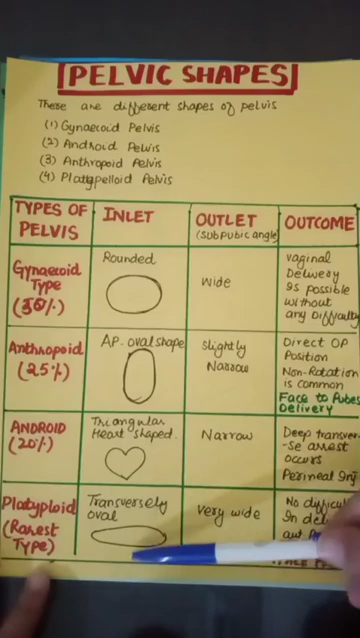 PELVIC SHAPES
These are different shapes of pelvis
(1) Gynaecoid Pelvis
(2) Android Pelvis
(3) Anthropoid Pelvis
(4) Platypelloid Pelvis
TYPES OF PELVIS
INLET
OUTLET (Subpubic angle)
OUTCOME
Gynaecoid Type (50%)
Rounded
Wide
vaginal Delivery Is possible without any Difficulty
Anthropoid (25%)
AP. oval shape
Slightly Narrow
Direct OP Position
Non-Rotation is common
Face to Pubes Delivery
ANDROID (20%)
Triangular Heart shaped.
Narrow
Deep transver-se arrest occurs
Perineal Inj
Platyploid (Rarest Type)
Transversely oval
Very wide
No difficul
In del